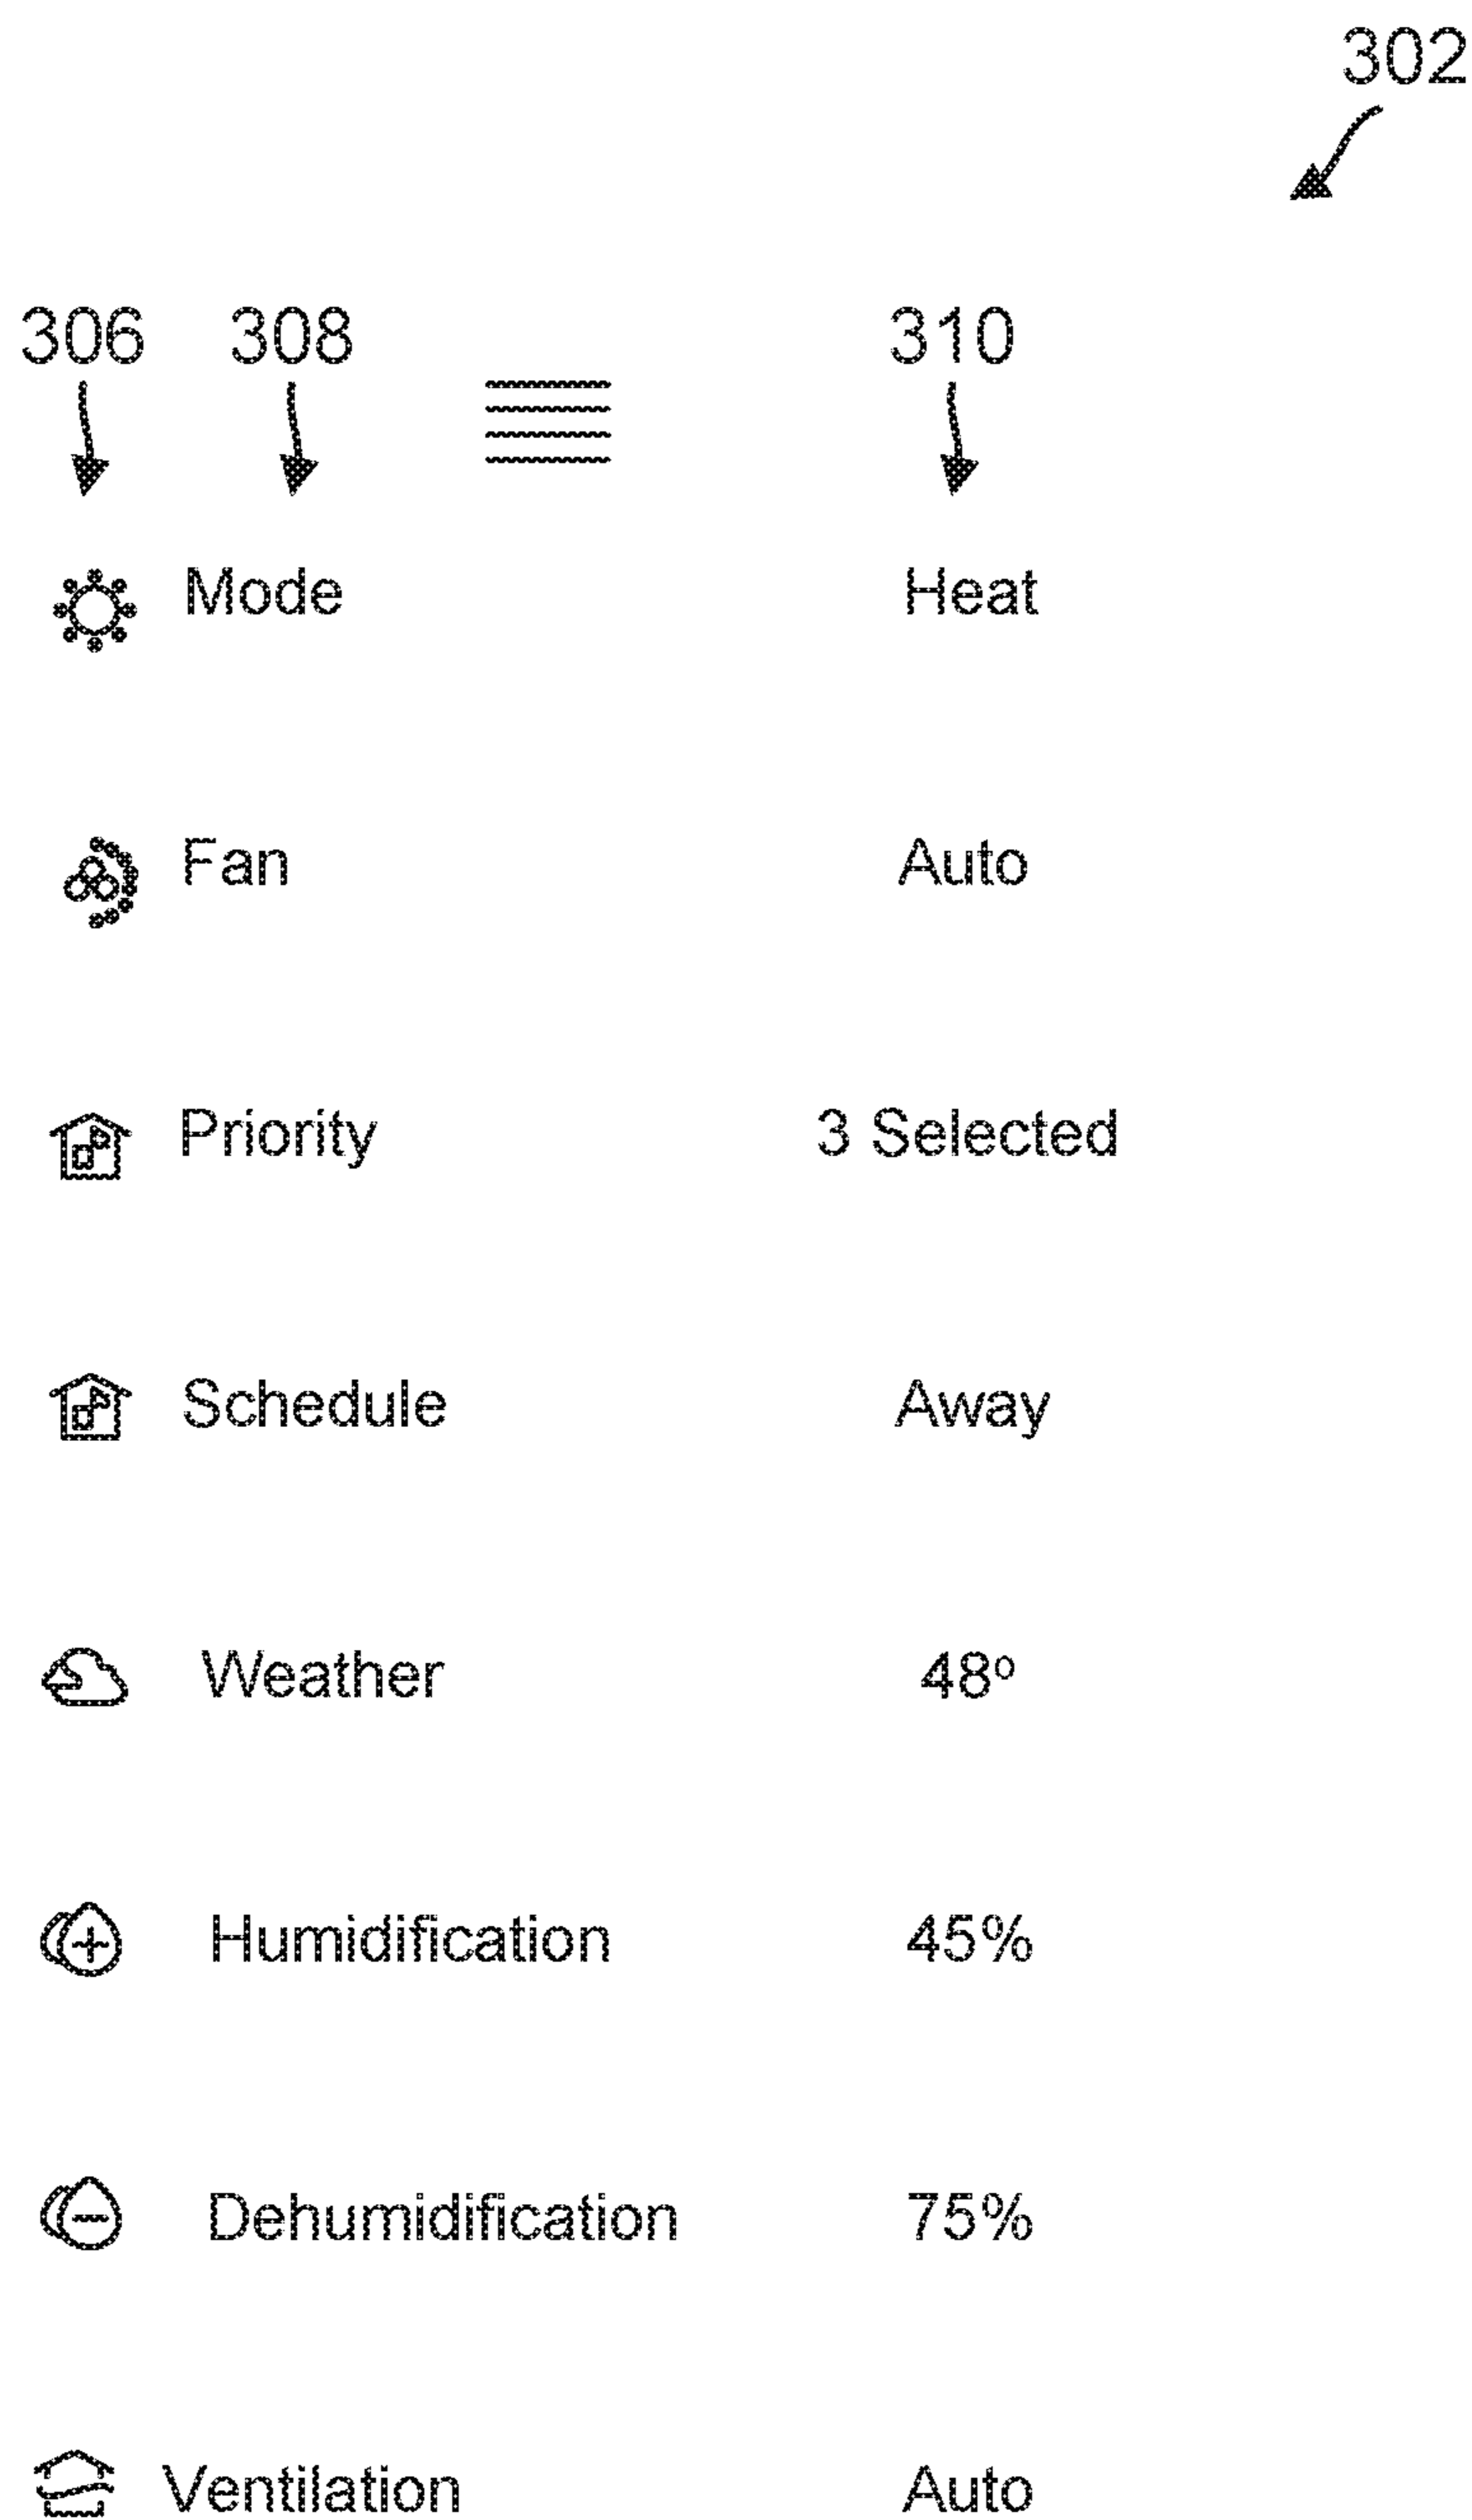 302
306 308 310
Mode Heat
Fan Auto
Priority 3 Selected
Schedule Away
Weather 48º
Humidification 45%
Dehumidification 75%
Ventilation Auto